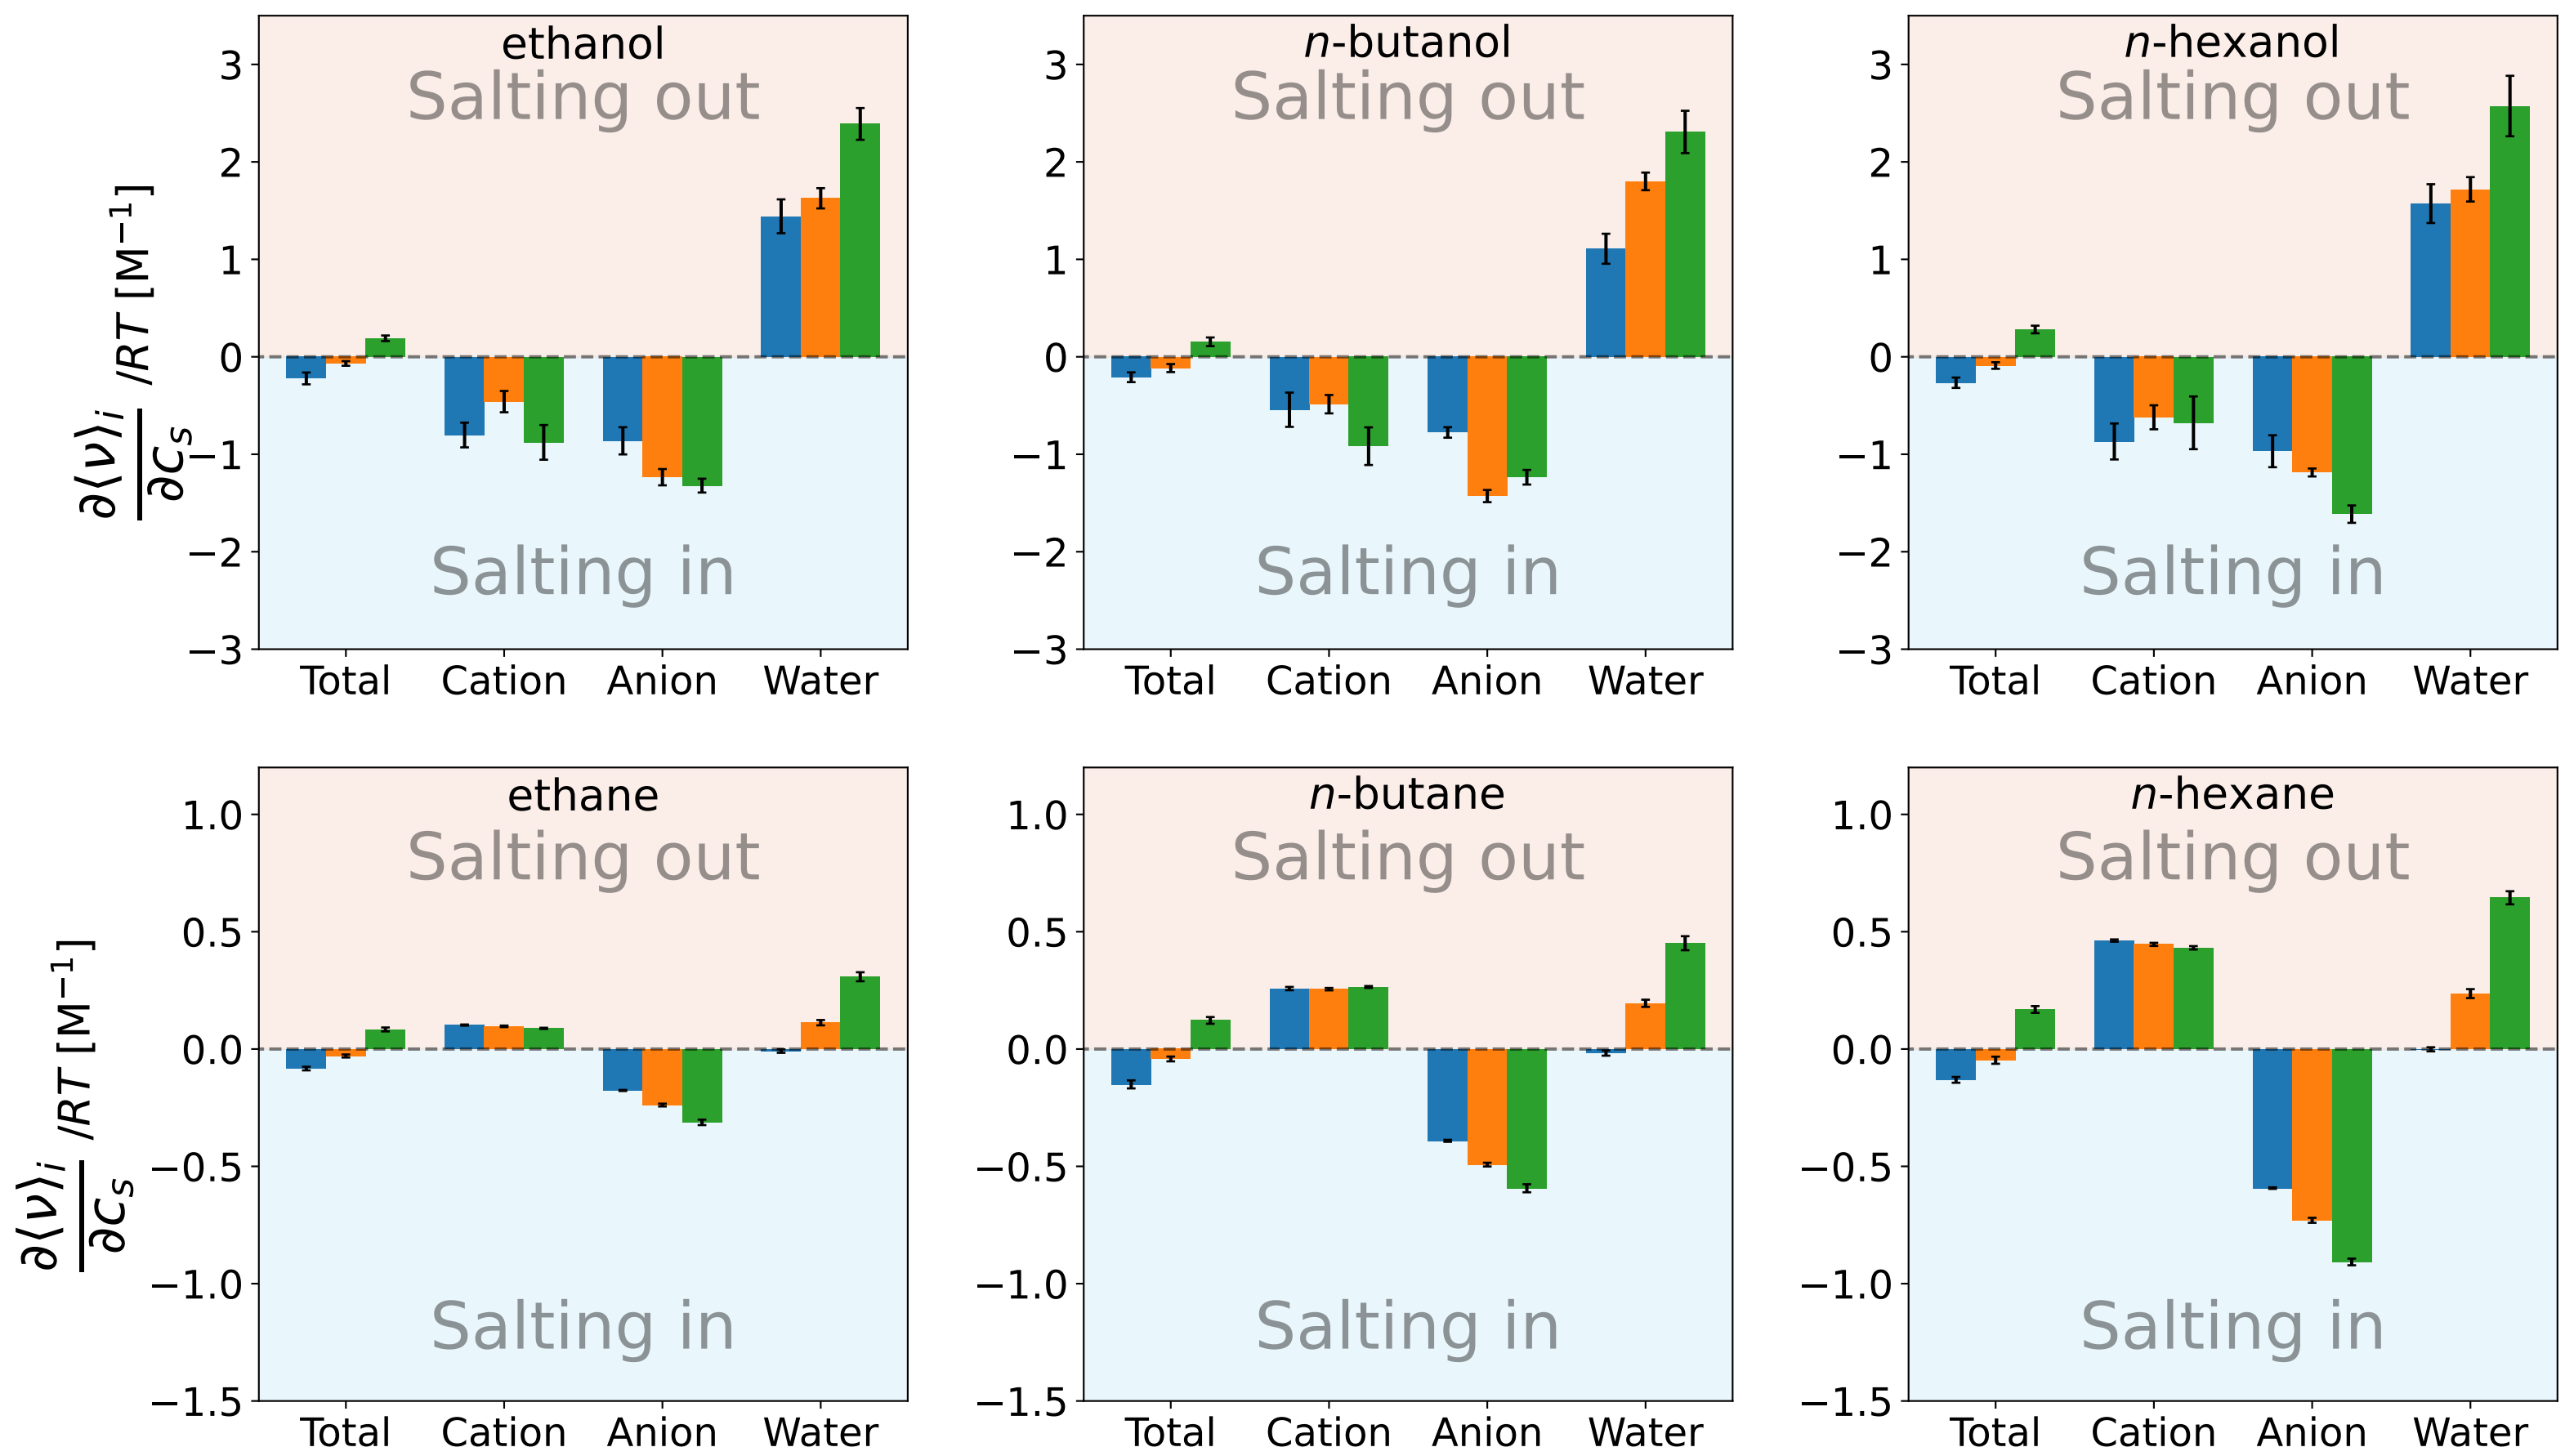 ethanol
Salting out
Salting in
3
2
1
0
−1
−2
−3
∂⟨ν⟩i
∂Cs
/RT [M−1]
Total Cation Anion Water
n-butanol
Salting out
Salting in
3
2
1
0
−1
−2
−3
Total Cation Anion Water
n-hexanol
Salting out
Salting in
3
2
1
0
−1
−2
−3
Total Cation Anion Water
ethane
Salting out
Salting in
1.0
0.5
0.0
−0.5
−1.0
−1.5
∂⟨ν⟩i
∂Cs
/RT [M−1]
Total Cation Anion Water
n-butane
Salting out
Salting in
1.0
0.5
0.0
−0.5
−1.0
−1.5
Total Cation Anion Water
n-hexane
Salting out
Salting in
1.0
0.5
0.0
−0.5
−1.0
−1.5
Total Cation Anion Water